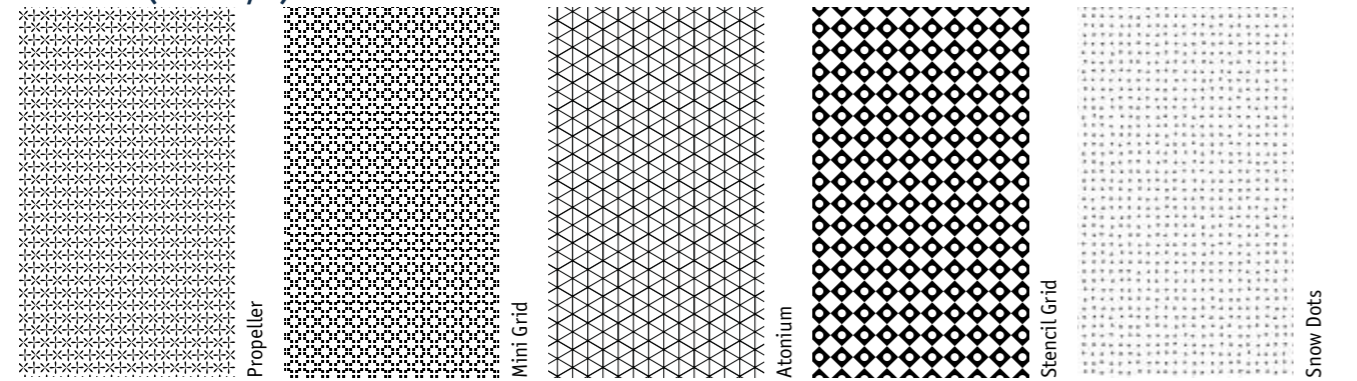 Propeller
Mini Grid
Atonium
Stencil Grid
Snow Dots